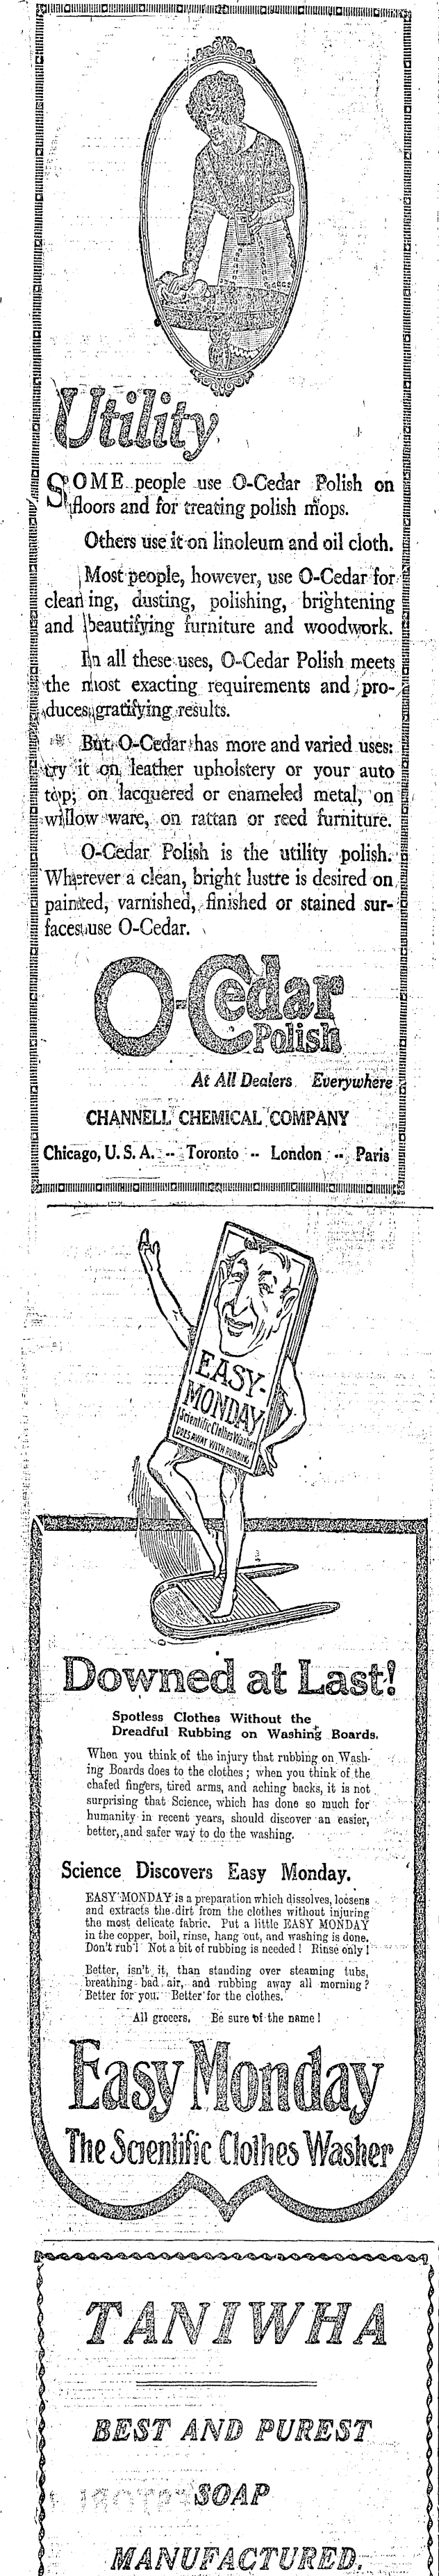 Utility
SOME people use O-Cedar Polish on
floors and for treating polish mops.
Others use it on linoleum and oil cloth.
Most people, however, use O-Cedar for
cleaning, dusting, polishing, brightening
and beautifying furniture and woodwork.
In all these uses, O-Cedar Polish meets
the most exacting requirements and pro-
duces gratifying results.
But O-Cedar has more and varied uses:
try it on leather upholstery or your auto
top; on lacquered or enameled metal, on
willow ware, on rattan or reed furniture.
O-Cedar Polish is the utility polish.
Wherever a clean, bright lustre is desired on
painted, varnished, finished or stained sur-
faces use O-Cedar.
O-Cedar
Polish
At All Dealers Everywhere
CHANNELL CHEMICAL COMPANY
Chicago, U.S.A. -- Toronto -- London -- Paris
EASY-
MONDAY
Scientific Clothes Washer
DOES AWAY WITH RUBBING
Downed at Last!
Spotless Clothes Without the
Dreadful Rubbing on Washing Boards.
When you think of the injury that rubbing on Wash-
ing Boards does to the clothes; when you think of the
chafed fingers, tired arms, and aching backs, it is not
surprising that Science, which has done so much for
humanity in recent years, should discover an easier,
better, and safer way to do the washing.
Science Discovers Easy Monday.
EASY MONDAY is a preparation which dissolves, loosens
and extracts the dirt from the clothes without injuring
the most delicate fabric. Put a little EASY MONDAY
in the copper, boil, rinse, hang out, and washing is done.
Don't rub! Not a bit of rubbing is needed! Rinse only!
Better, isn't it, than standing over steaming tubs,
breathing bad air, and rubbing away all morning?
Better for you. Better for the clothes.
All grocers. Be sure of the name!
Easy Monday
The Scientific Clothes Washer
TANIWHA
BEST AND PUREST
SOAP
MANUFACTURED.